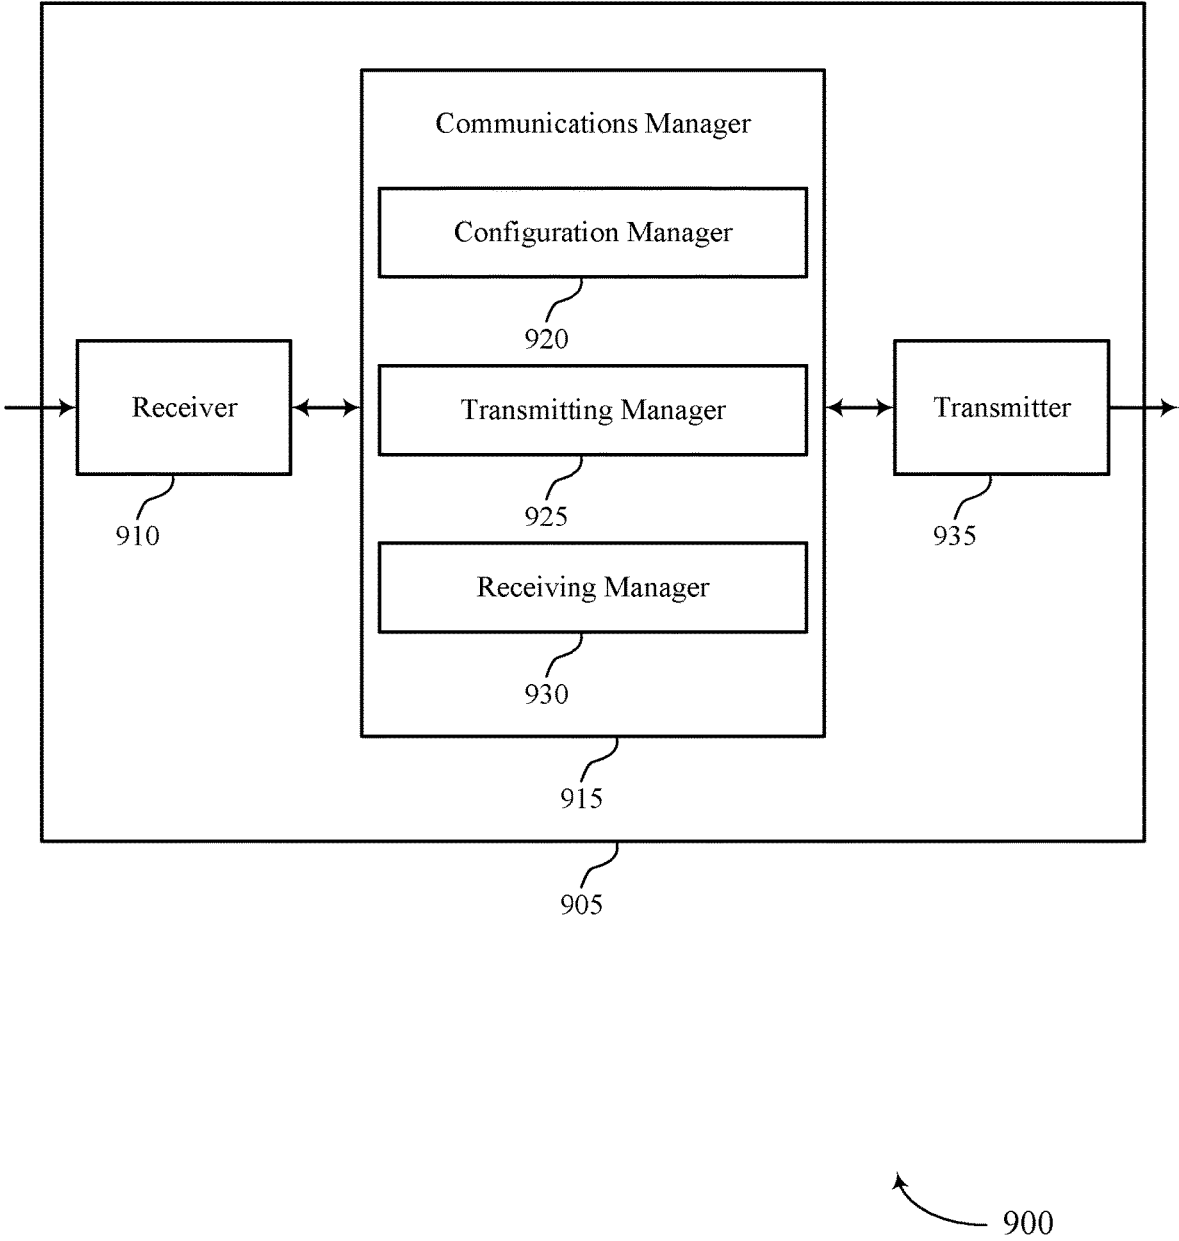 Communications Manager
Configuration Manager
920
Receiver
Transmitting Manager
Transmitter
910
925
935
Receiving Manager
930
915
905
900